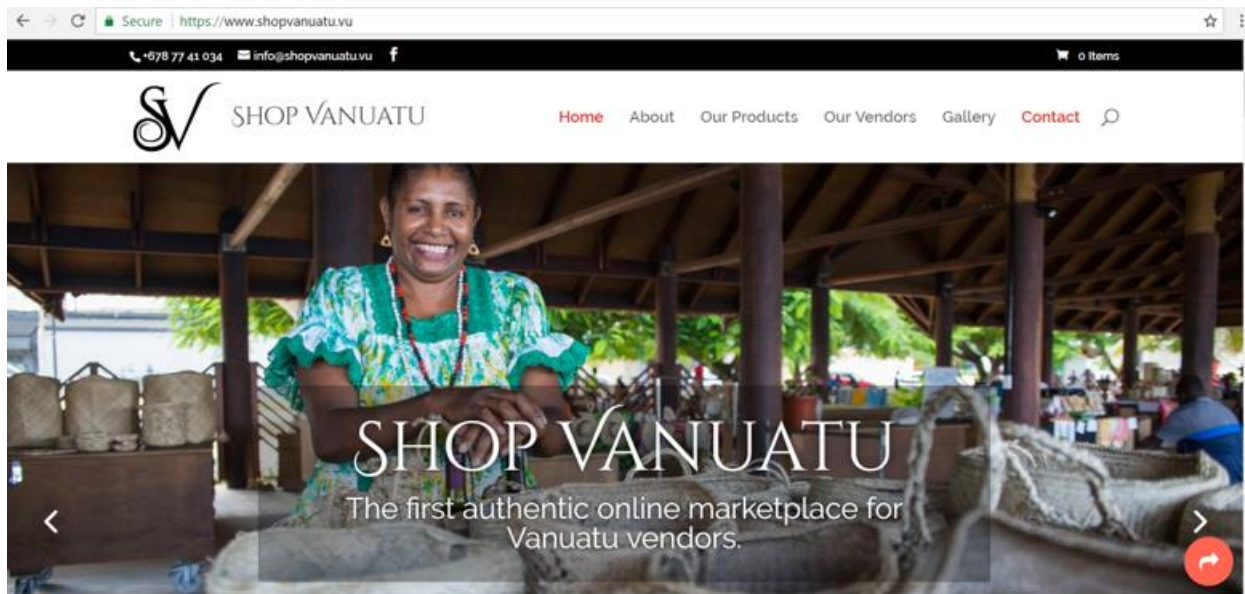 Secure https://www.shopvanuatu.vu
+678 77 41 034 info@shopvanuatu.vu f 0 Items
SV SHOP VANUATU Home About Our Products Our Vendors Gallery Contact
SHOP VANUATU
The first authentic online marketplace for
Vanuatu vendors.